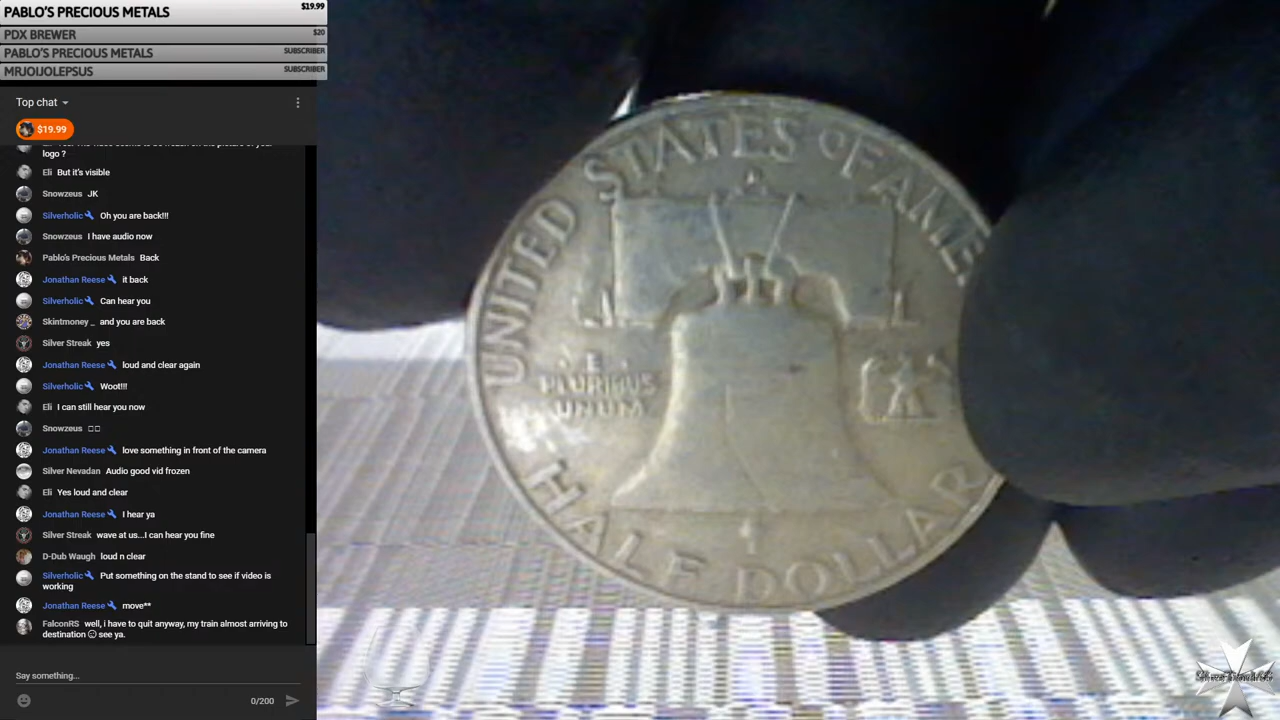 PABLO'S PRECIOUS METALS $19.99
PDX BREWER $20
PABLO'S PRECIOUS METALS SUBSCRIBER
MRJOIJOLEPSUS SUBSCRIBER
Top chat
$19.99
logo ?
Eli But it's visible
Snowzeus JK
Silverholic Oh you are back!!!
Snowzeus I have audio now
Pablo's Precious Metals Back
Jonathan Reese it back
Silverholic Can hear you
Skintmoney _ and you are back
Silver Streak yes
Jonathan Reese loud and clear again
Silverholic Woot!!!
Eli I can still hear you now
Snowzeus
Jonathan Reese love something in front of the camera
Silver Nevadan Audio good vid frozen
Eli Yes loud and clear
Jonathan Reese I hear ya
Silver Streak wave at us...I can hear you fine
D-Dub Waugh loud n clear
Silverholic Put something on the stand to see if video is
working
Jonathan Reese move**
FalconRS well, i have to quit anyway, my train almost arriving to
destination see ya.
Say something...
0/200
UNITED STATES OF AME
E
PLURIBUS
UNUM
HALF DOLLAR